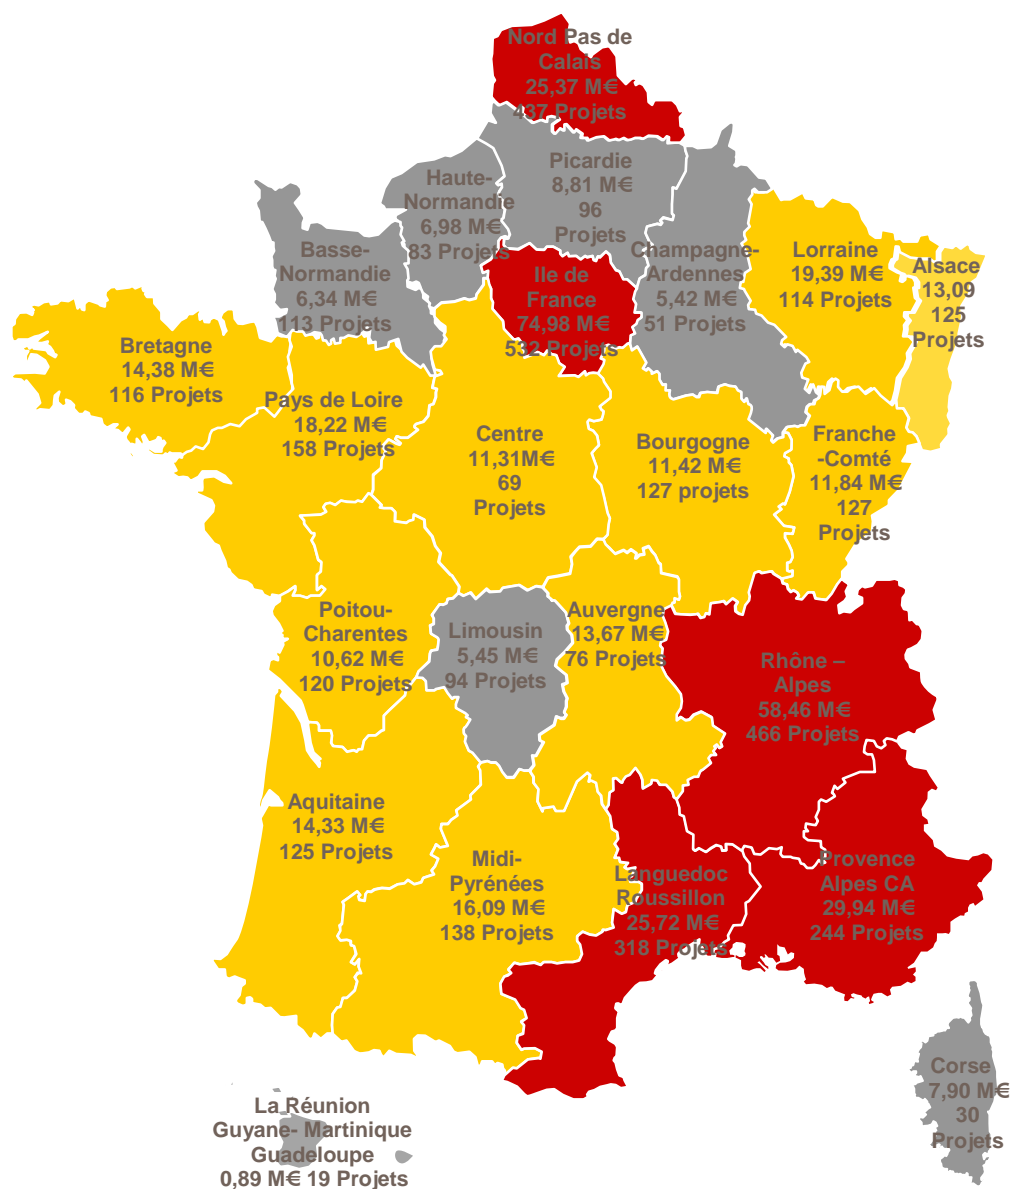 Nord Pas de
Calais
25,37 M€
437 Projets
Picardie
8,81 M€
96
Projets
Haute-
Normandie
6,98 M€
83 Projets
Basse-
Normandie
6,34 M€
113 Projets
Ile de
France
74,98 M€
532 Projets
Champagne-
Ardennes
5,42 M€
51 Projets
Lorraine
19,39 M€
114 Projets
Alsace
13,09
125
Projets
Bretagne
14,38 M€
116 Projets
Pays de Loire
18,22 M€
158 Projets
Centre
11,31M€
69
Projets
Bourgogne
11,42 M€
127 projets
Franche
-Comté
11,84 M€
127
Projets
Poitou-
Charentes
10,62 M€
120 Projets
Limousin
5,45 M€
94 Projets
Auvergne
13,67 M€
76 Projets
Rhône –
Alpes
58,46 M€
466 Projets
Aquitaine
14,33 M€
125 Projets
Midi-
Pyrénées
16,09 M€
138 Projets
Languedoc
Roussillon
25,72 M€
318 Projets
Provence
Alpes CA
29,94 M€
244 Projets
Corse
7,90 M€
30
Projets
La Réunion
Guyane- Martinique
Guadeloupe
0,89 M€ 19 Projets